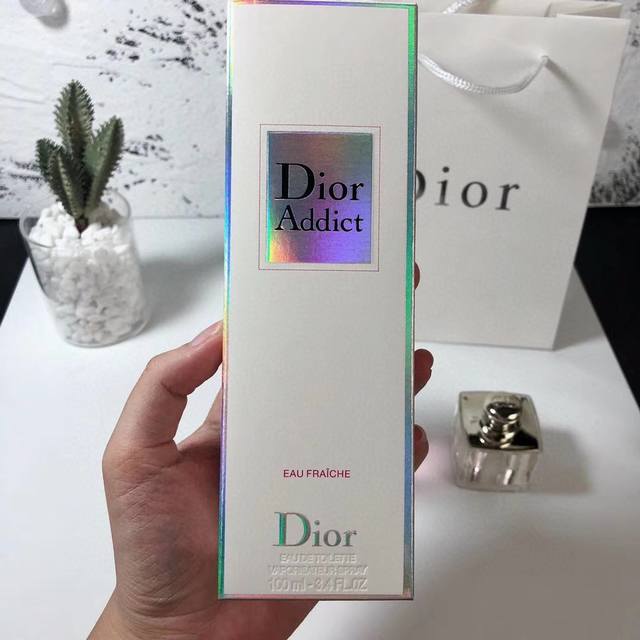 Dior
Addict
EAU FRAÎCHE
Dior
EAU DE TOILETTE
VAPORISATEUR-SPRAY
100 ml - 3.4 FL.OZ
Dior